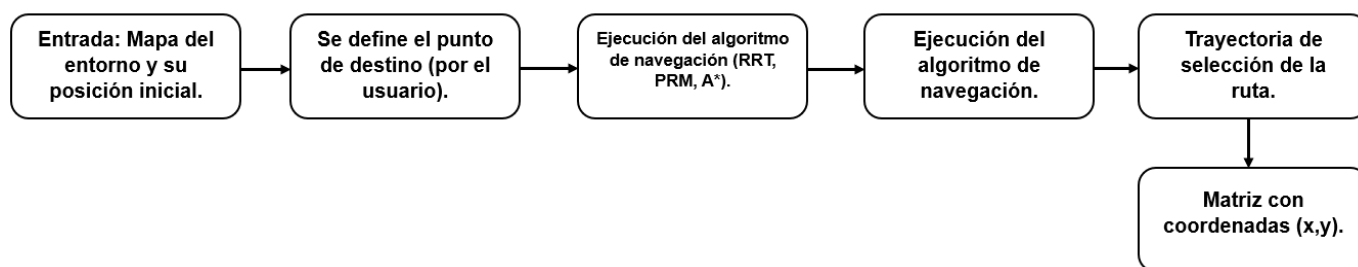 Entrada: Mapa del
entorno y su
posición inicial.
Se define el punto
de destino (por el
usuario).
Ejecución del algoritmo
de navegación (RRT,
PRM, A*).
Ejecución del
algoritmo de
navegación.
Trayectoria de
selección de la
ruta.
Matriz con
coordenadas (x,y).